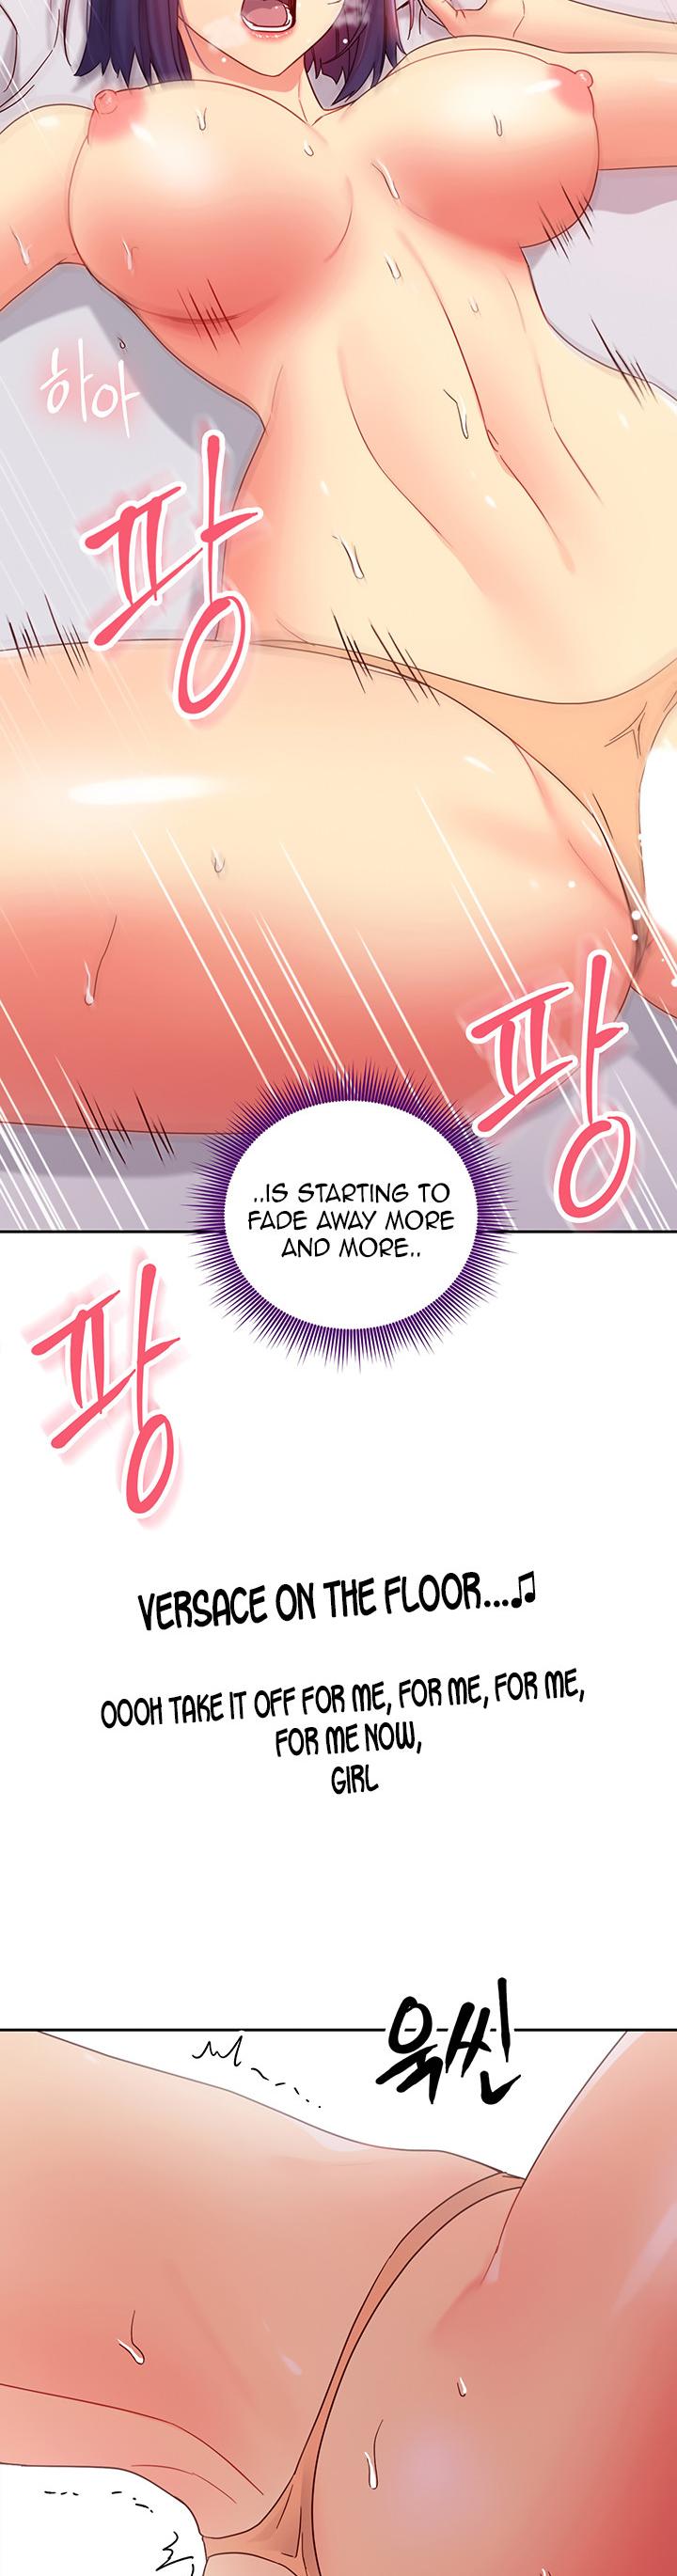 하아
팡
팡
..IS STARTING TO
FADE AWAY MORE
AND MORE..
팡
VERSACE ON THE FLOOR...♫
OOOH TAKE IT OFF FOR ME, FOR ME, FOR ME,
FOR ME NOW,
GIRL
욱씬